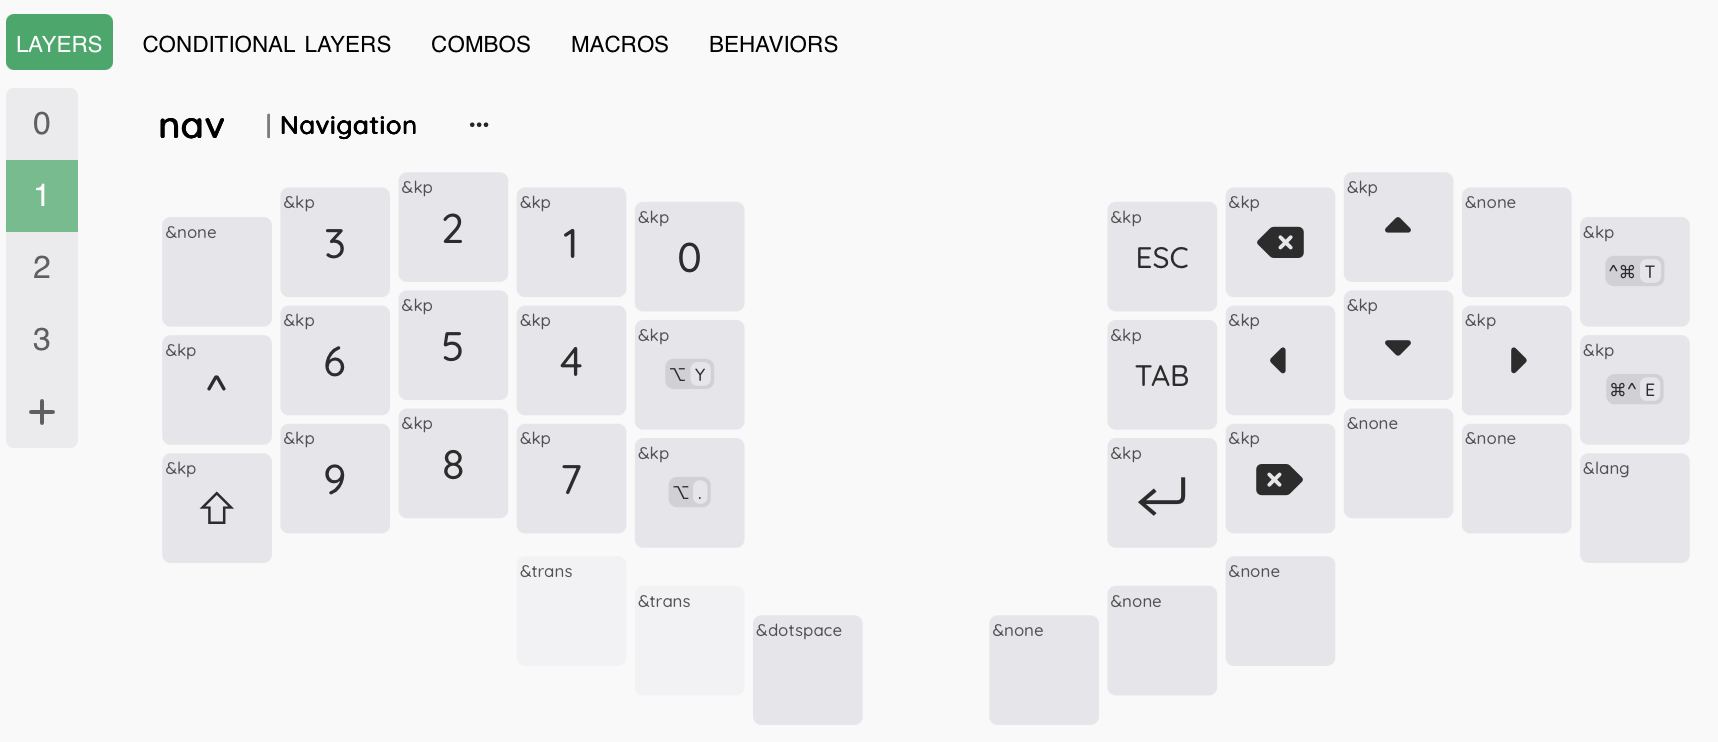 LAYERS CONDITIONAL LAYERS COMBOS MACROS BEHAVIORS
0
1
2
3
+
nav | Navigation ...
&none
&kp 3
&kp 2
&kp 1
&kp 0
&kp ESC
&kp
&kp
&none
&kp ^⌘ T
&kp ^
&kp 6
&kp 5
&kp 4
&kp ⌥ Y
&kp TAB
&kp
&kp
&kp
&kp ⌘^ E
&kp
&kp 9
&kp 8
&kp 7
&kp ⌥ .
&kp
&kp
&none
&none
&lang
&trans
&trans
&dotspace
&none
&none
&none